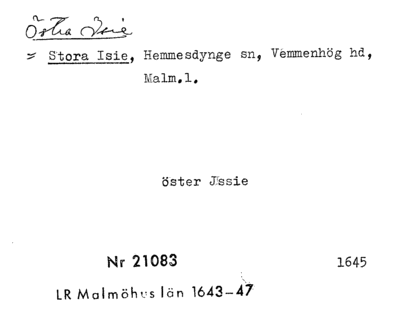 Östra Isie
= Stora Isie, Hemmesdynge sn, Vemmenhög hd,
Malm.l.
öster Jssie
Nr 21083
1645
LR Malmöhus län 1643-47